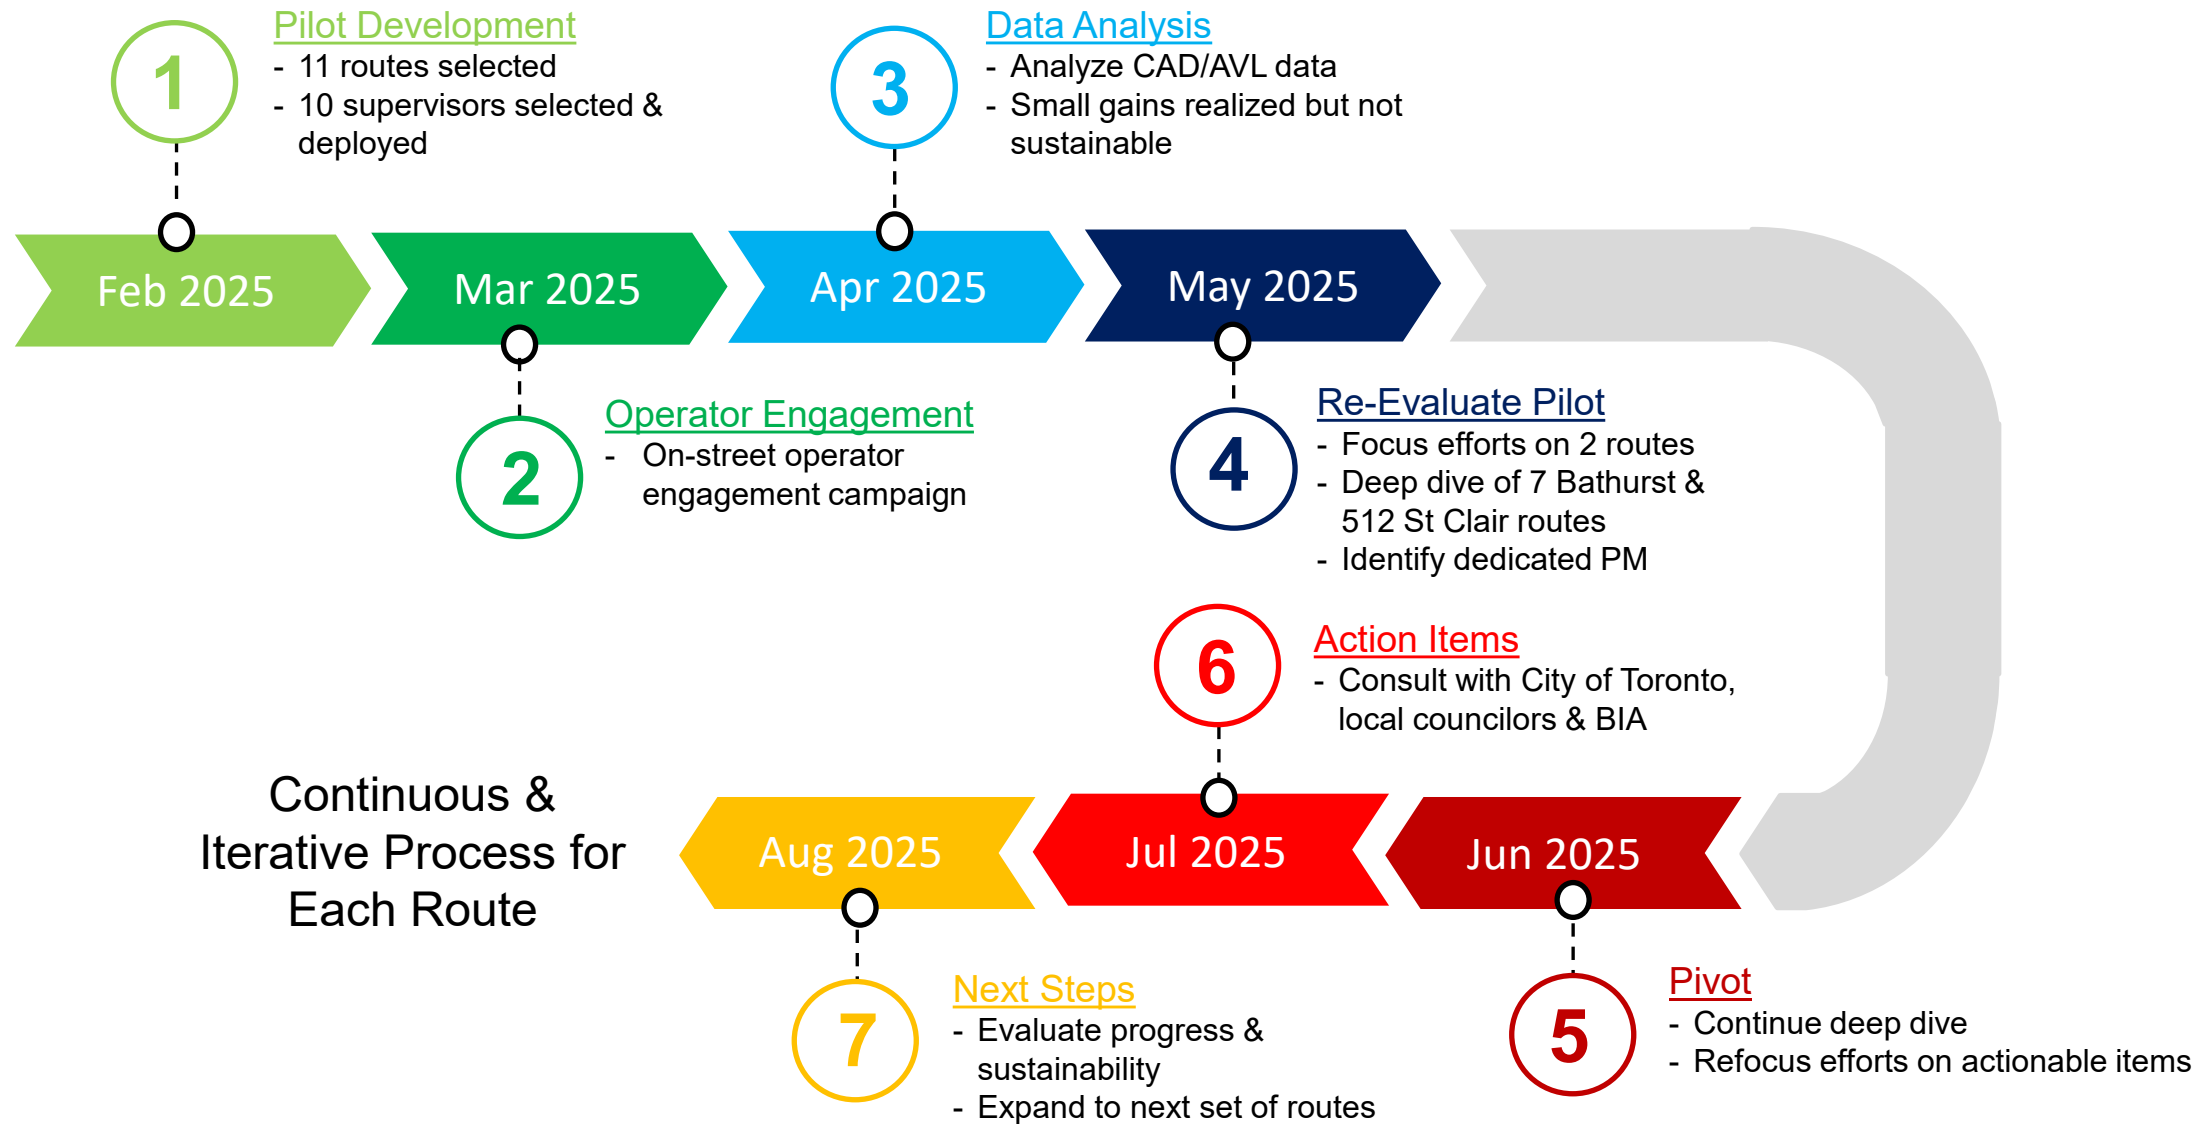 1
Pilot Development
- 11 routes selected
- 10 supervisors selected &
deployed
3
Data Analysis
- Analyze CAD/AVL data
- Small gains realized but not
sustainable
Feb 2025
Mar 2025
Apr 2025
May 2025
2
Operator Engagement
- On-street operator
engagement campaign
4
Re-Evaluate Pilot
- Focus efforts on 2 routes
- Deep dive of 7 Bathurst &
512 St Clair routes
- Identify dedicated PM
6
Action Items
- Consult with City of Toronto,
local councilors & BIA
Continuous &
Iterative Process for
Each Route
Aug 2025
Jul 2025
Jun 2025
7
Next Steps
- Evaluate progress &
sustainability
- Expand to next set of routes
5
Pivot
- Continue deep dive
- Refocus efforts on actionable items